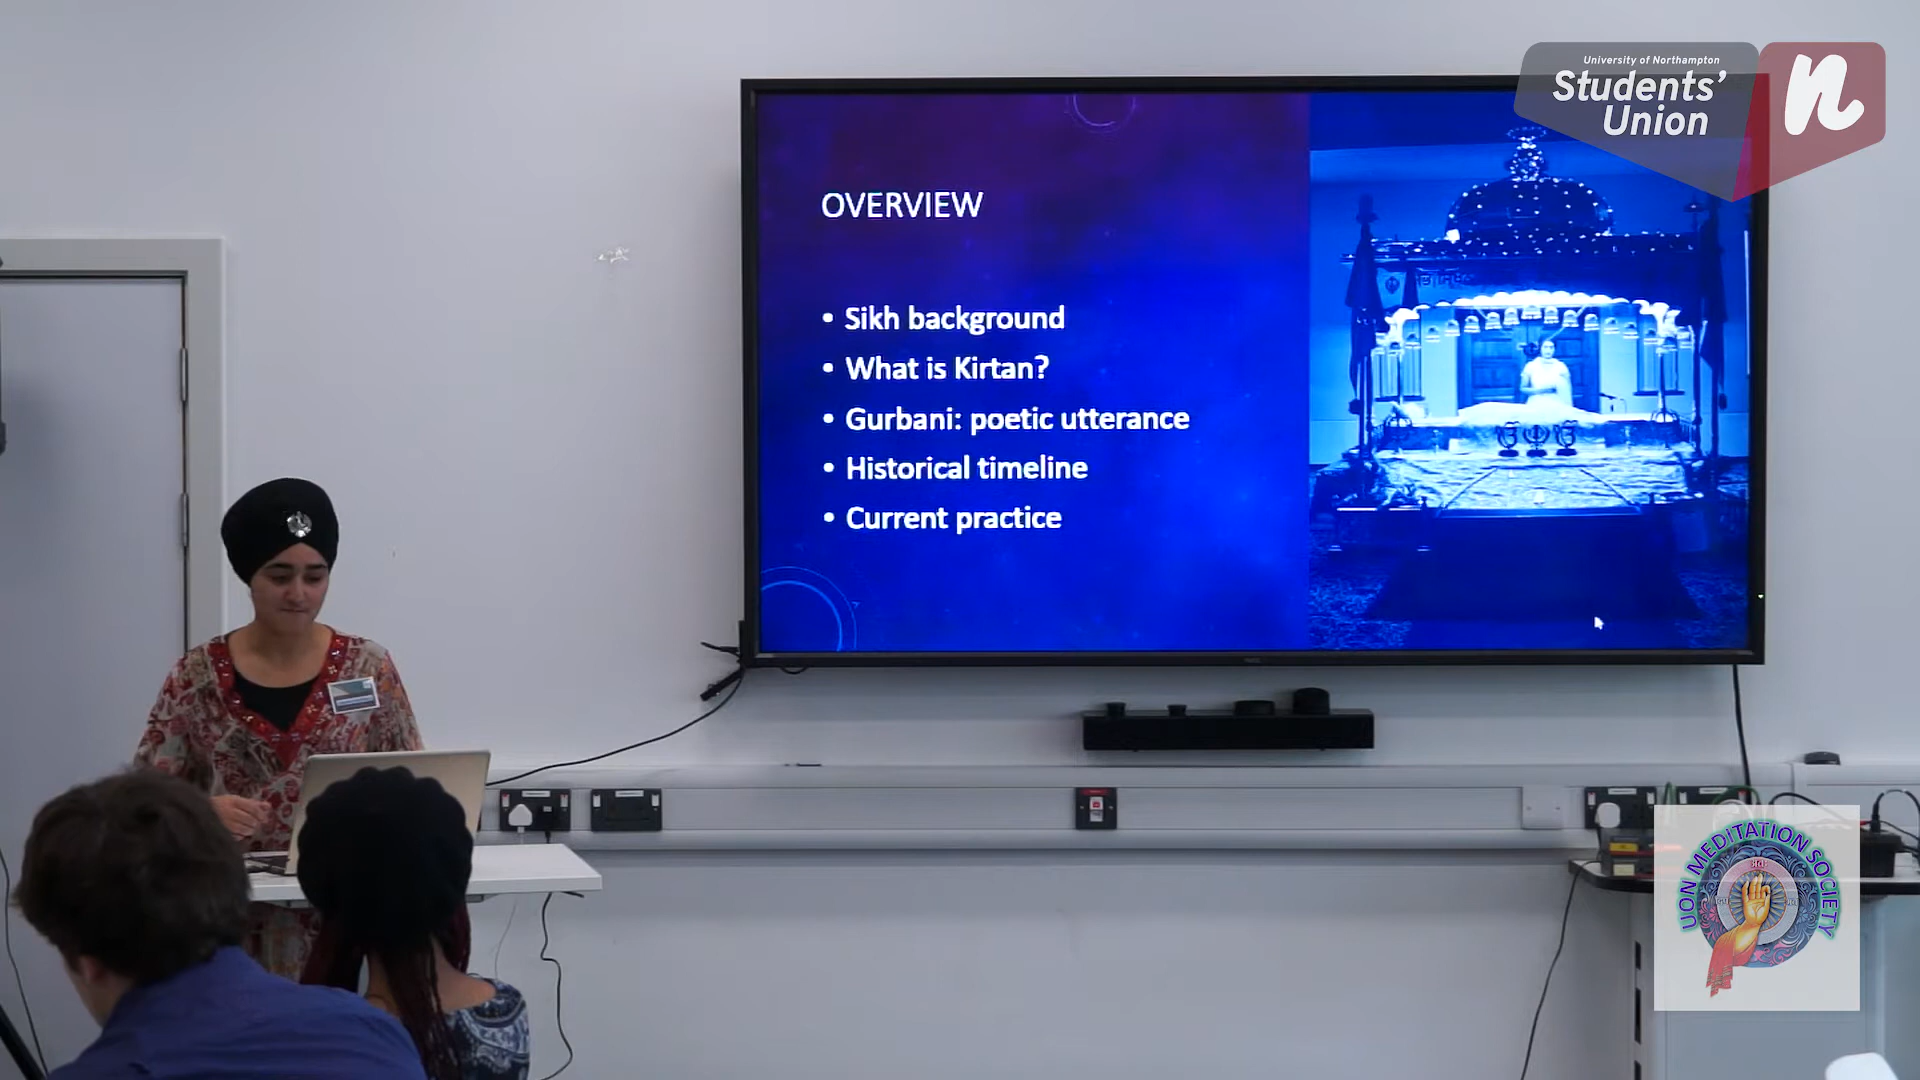 University of Northampton
Students'
Union
n
OVERVIEW
• Sikh background
• What is Kirtan?
• Gurbani: poetic utterance
• Historical timeline
• Current practice
UON MEDITATION SOCIETY